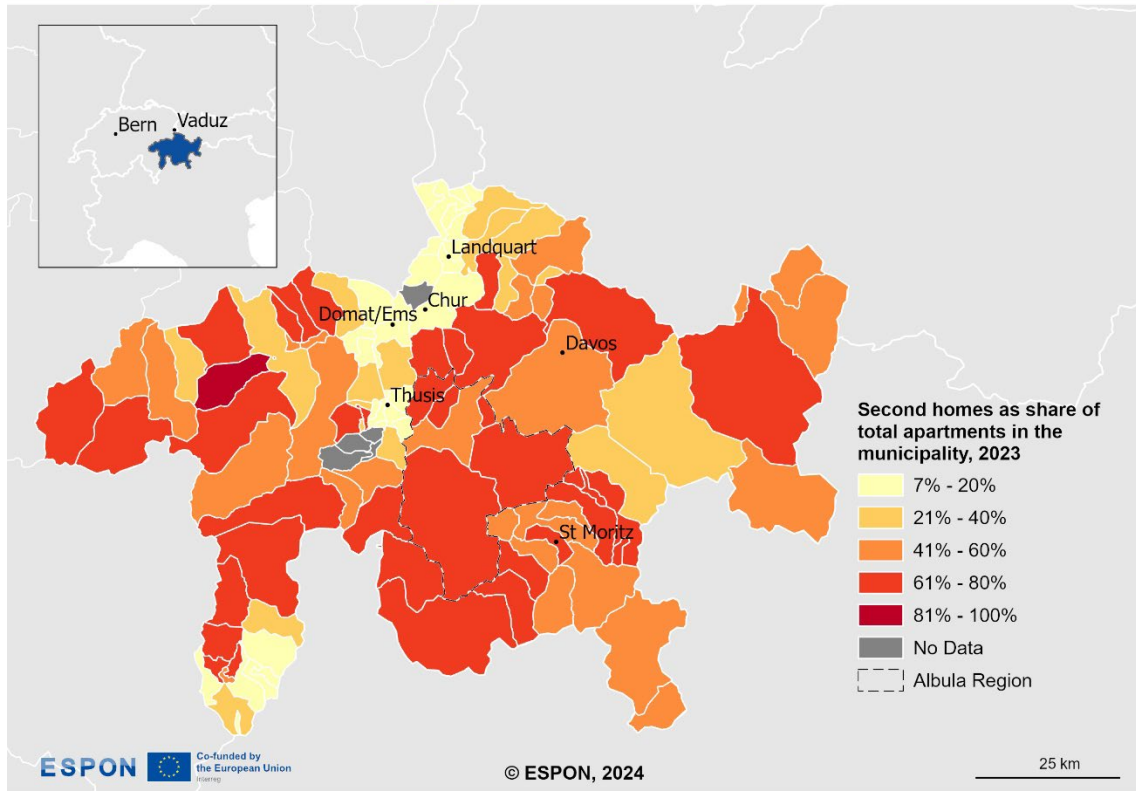 Bern
Vaduz
Landquart
Chur
Domat/Ems
Davos
Thusis
St Moritz
Second homes as share of
total apartments in the
municipality, 2023
7% - 20%
21% - 40%
41% - 60%
61% - 80%
81% - 100%
No Data
Albula Region
ESPON
Co-funded by
the European Union
Interreg
© ESPON, 2024
25 km